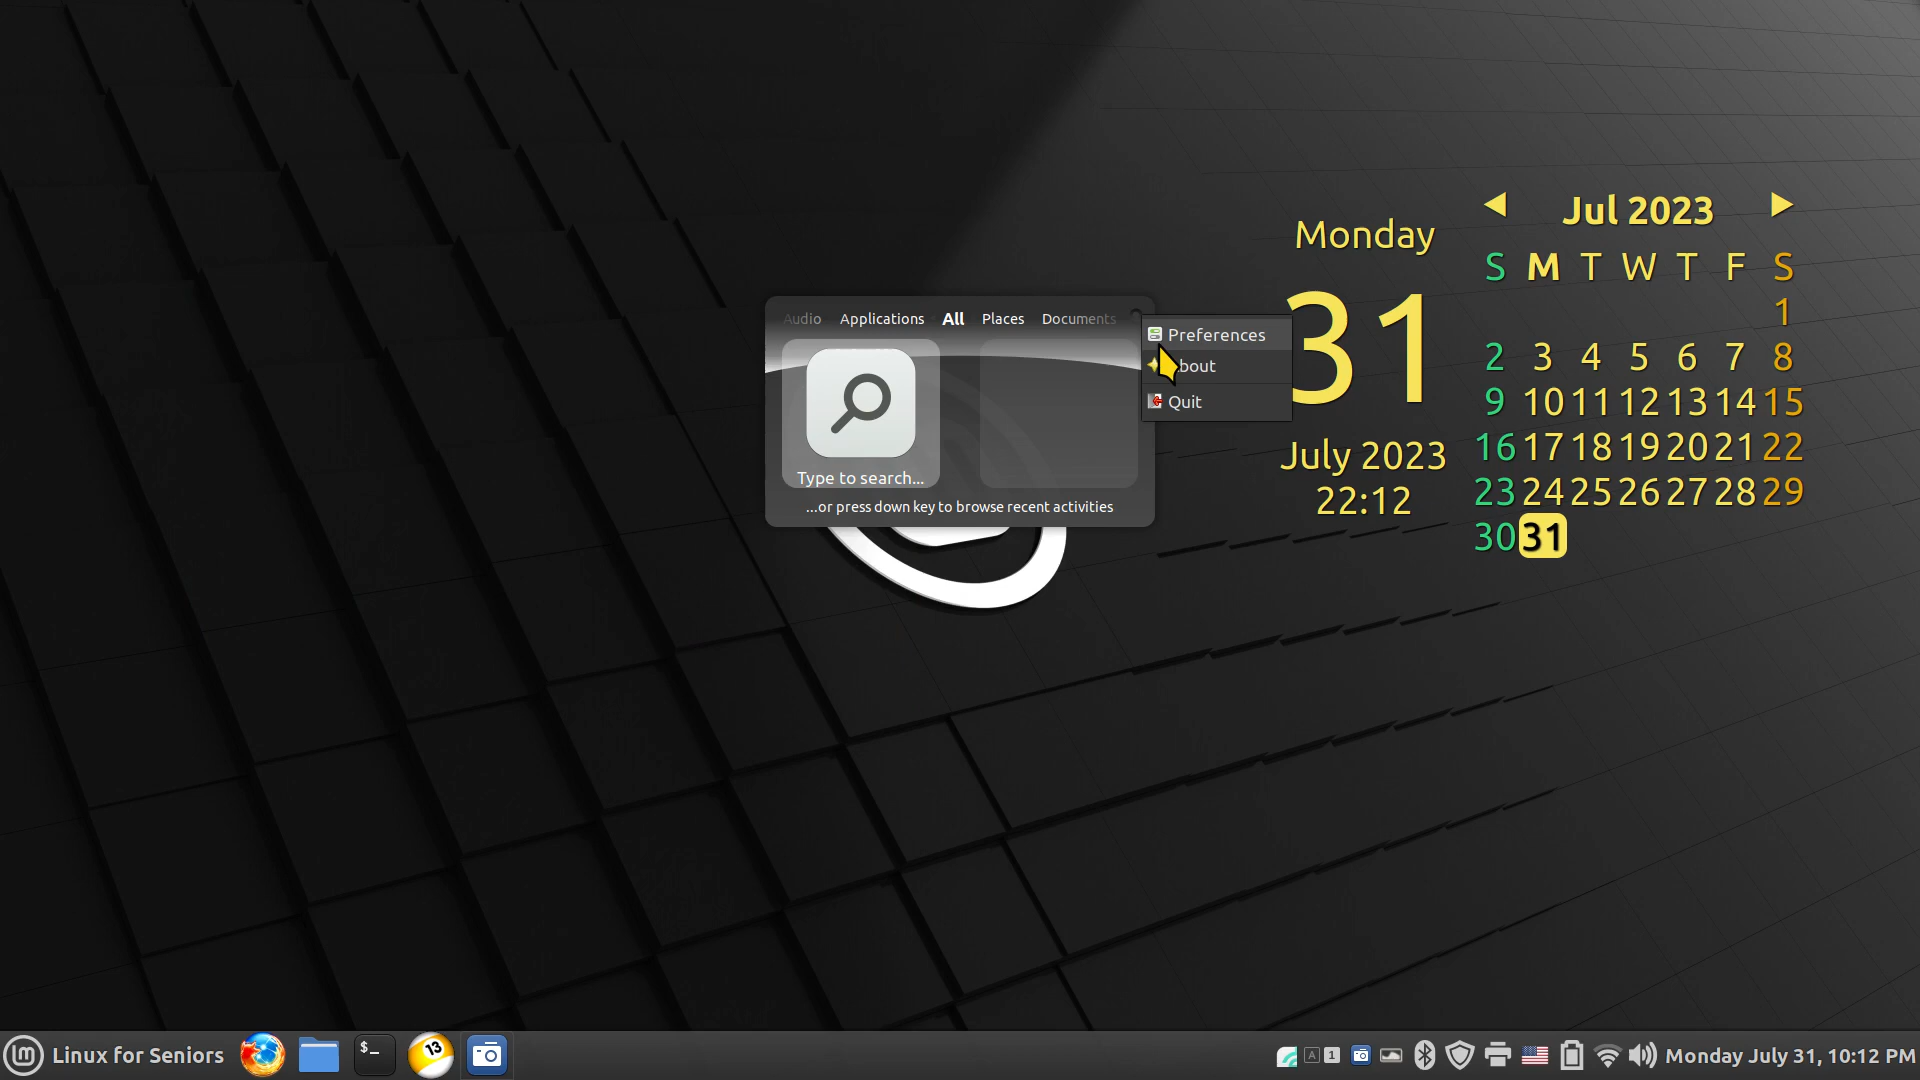 Audio Applications All Places Documents
Type to search...
...or press down key to browse recent activities
Preferences
About
Quit
Monday
31
July 2023
22:12
Jul 2023
S M T W T F S
1
2 3 4 5 6 7 8
9 10 11 12 13 14 15
16 17 18 19 20 21 22
23 24 25 26 27 28 29
30 31
Linux for Seniors
$_
13
A 1
Monday July 31, 10:12 PM